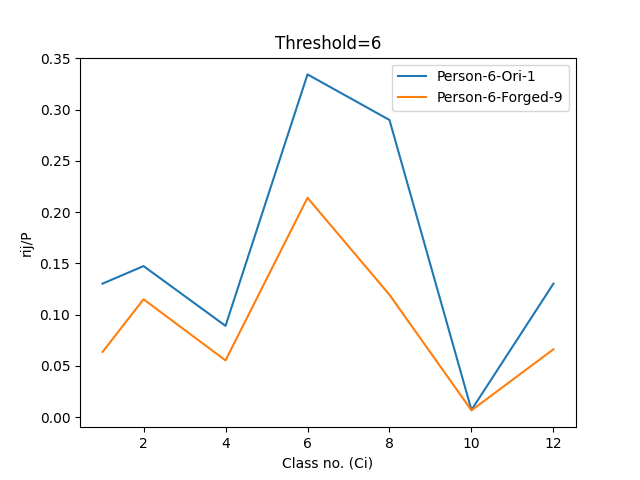 Threshold=6
Person-6-Ori-1
Person-6-Forged-9
rij/P
0.35
0.30
0.25
0.20
0.15
0.10
0.05
0.00
2 4 6 8 10 12
Class no. (Ci)